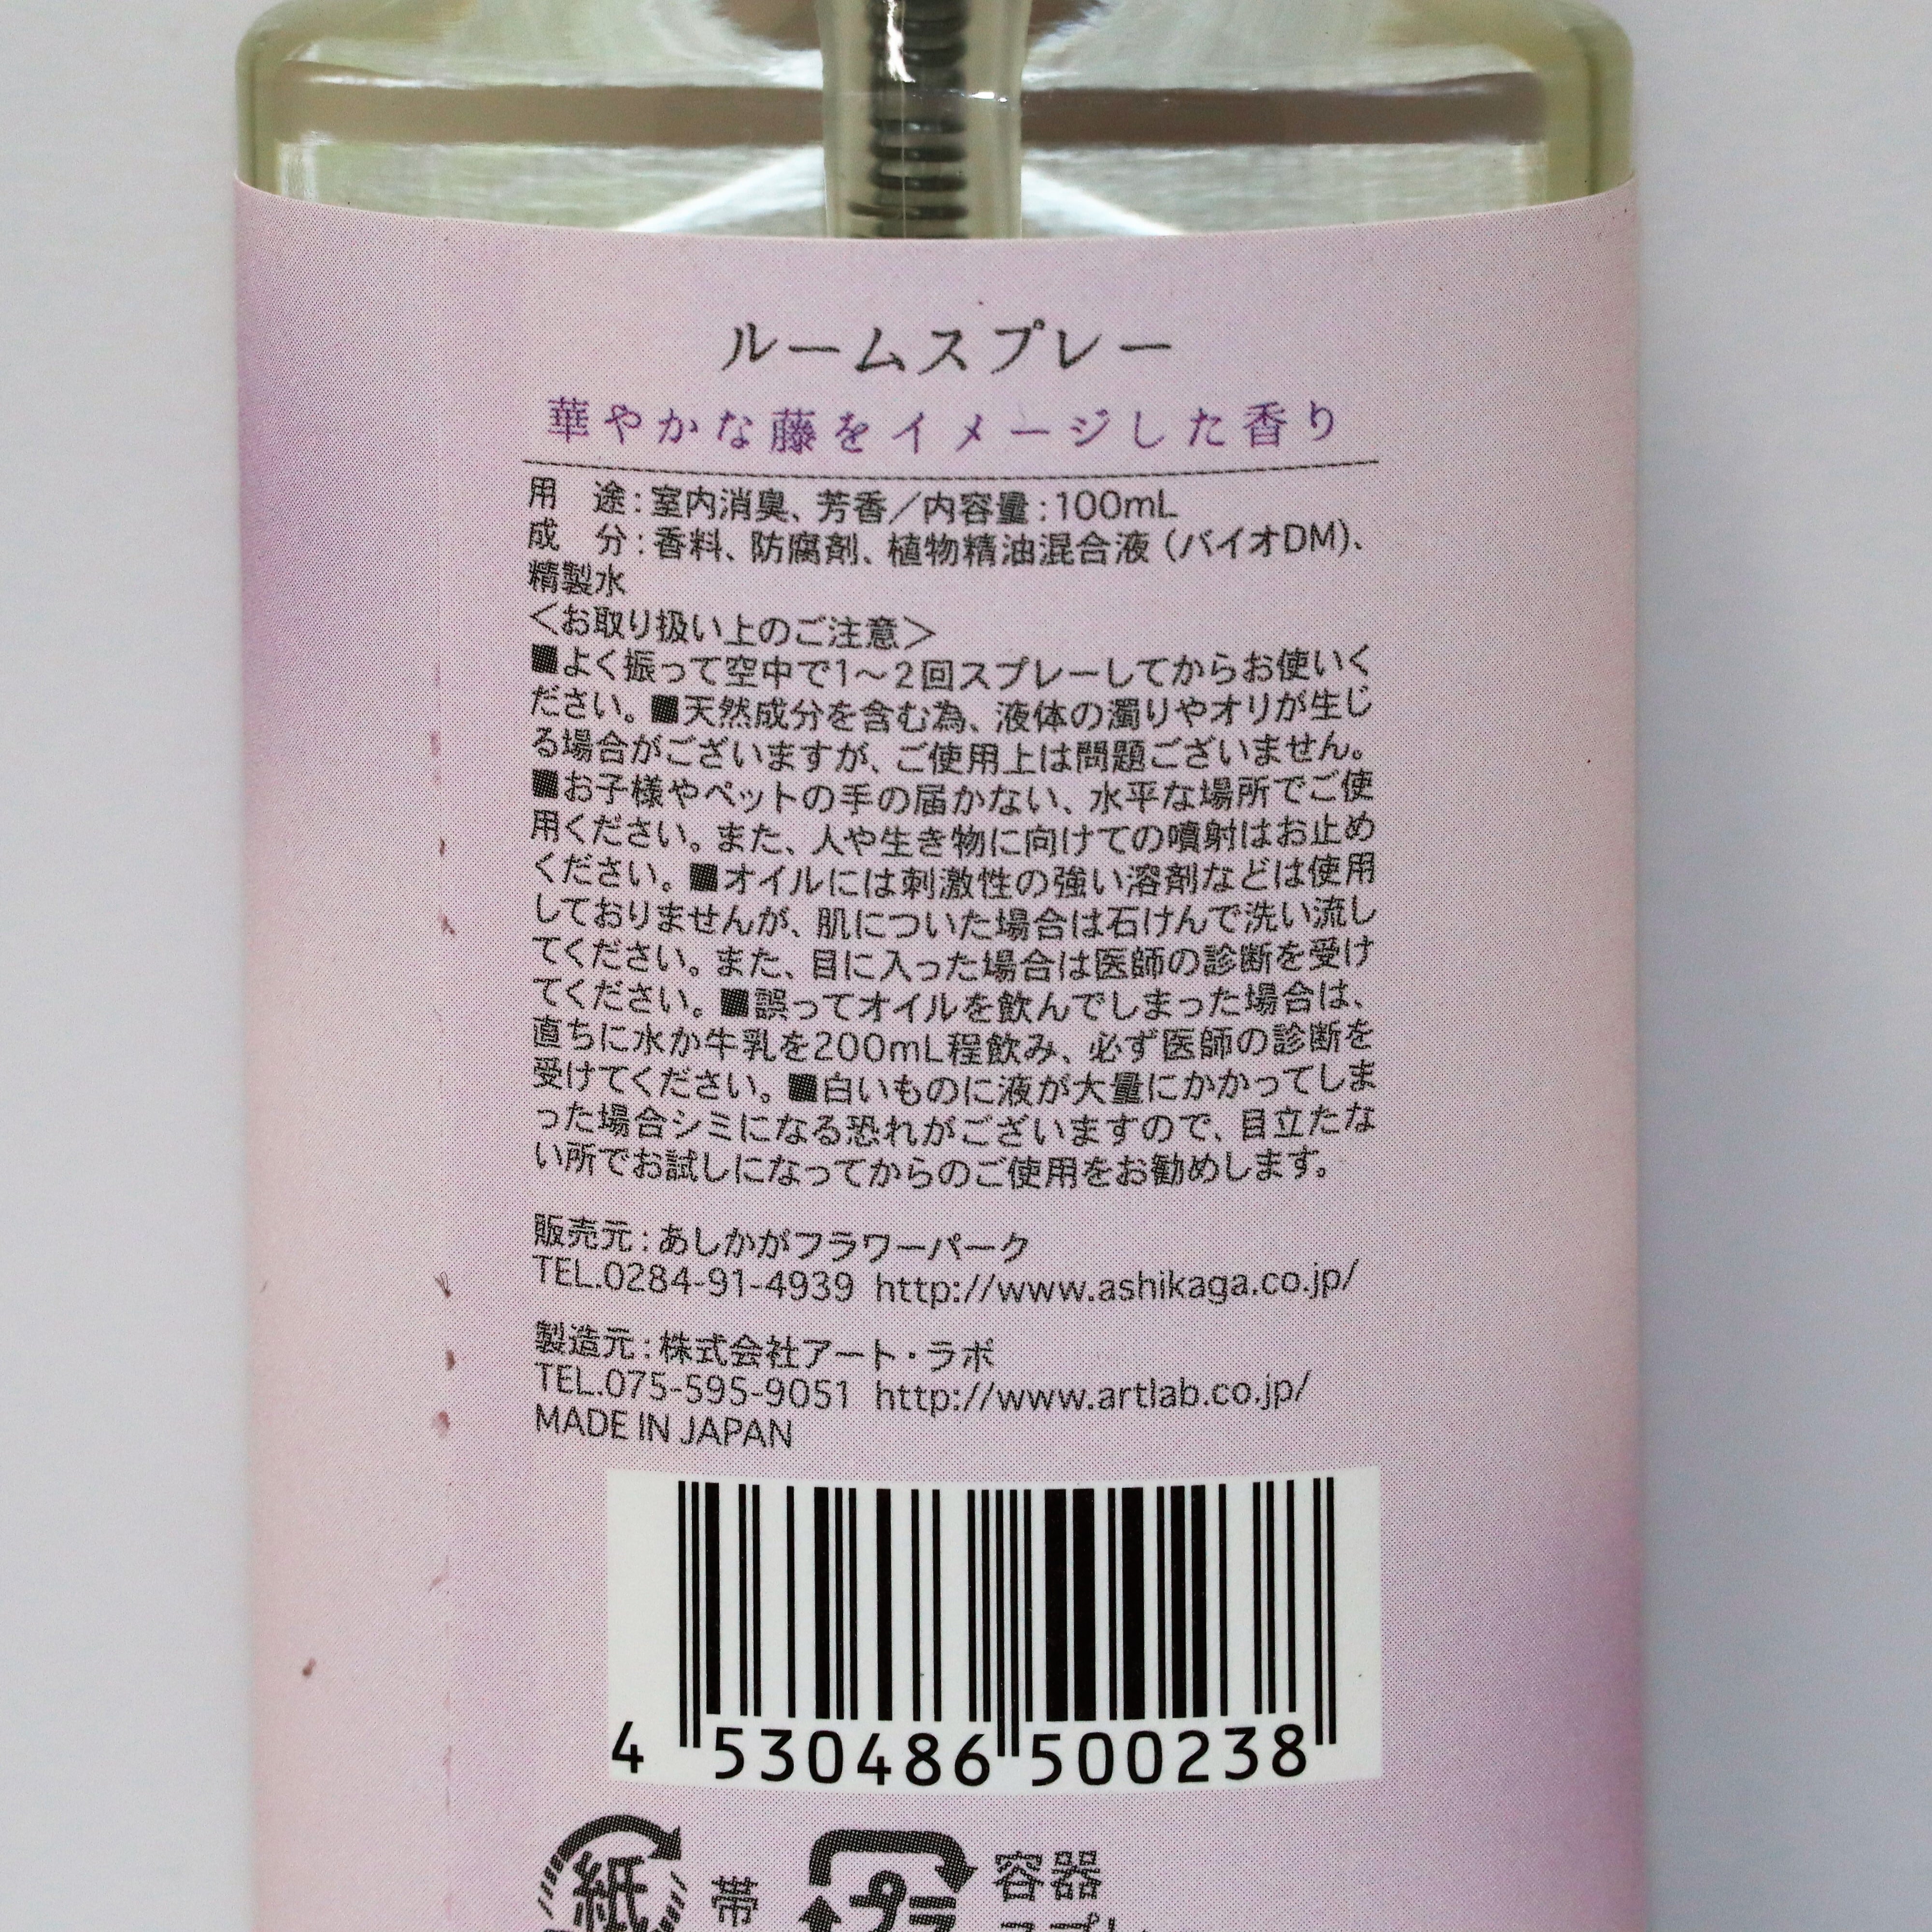 ルームスプレー
華やかな藤をイメージした香り
用　途：室内消臭、芳香／内容量：100mL
成　分：香料、防腐剤、植物精油混合液（バイオDM）、
精製水
＜お取り扱い上のご注意＞
■よく振って空中で1〜2回スプレーしてからお使いく
ださい。■天然成分を含む為、液体の濁りやオリが生じ
る場合がございますが、ご使用上は問題ございません。
■お子様やペットの手の届かない、水平な場所でご使
用ください。また、人や生き物に向けての噴射はお止め
ください。■オイルには刺激性の強い溶剤などは使用
しておりませんが、肌についた場合は石けんで洗い流し
てください。また、目に入った場合は医師の診断を受け
てください。■誤ってオイルを飲んでしまった場合は、
直ちに水か牛乳を200mL程飲み、必ず医師の診断を
受けてください。■白いものに液が大量にかかってしま
った場合シミになる恐れがございますので、目立たな
い所でお試しになってからのご使用をお勧めします。
販売元：あしかがフラワーパーク
TEL.0284-91-4939 http://www.ashikaga.co.jp/
製造元：株式会社アート・ラボ
TEL.075-595-9051 http://www.artlab.co.jp/
MADE IN JAPAN
4 530486 500238
紙 帯 プラ 容器